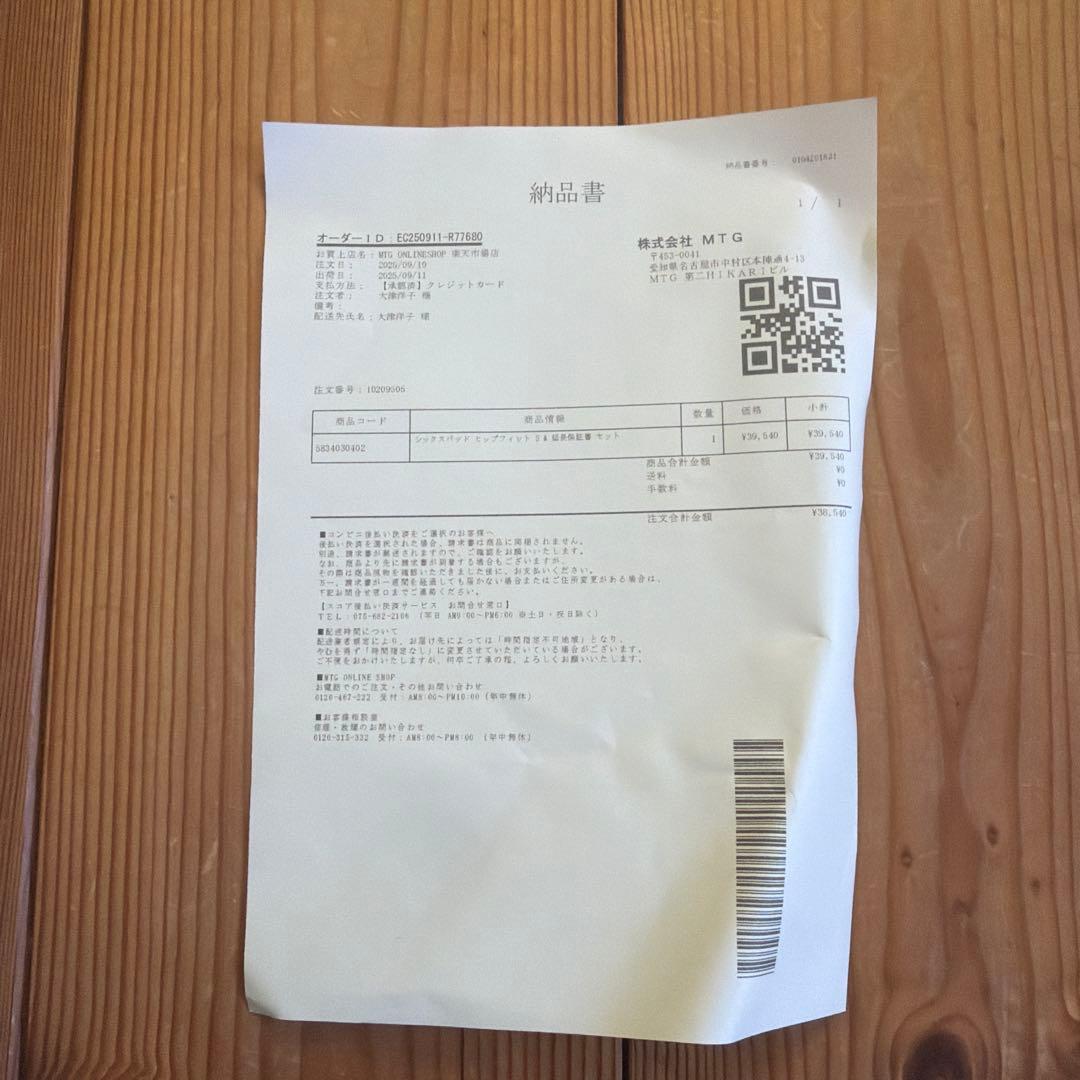 納品書番号： 0104201821
納品書
1 / 1
オーダーＩＤ：EC250911-R77680
お買上店名：MTG ONLINESHOP 楽天市場店
注文日： 2025/09/10
出荷日： 2025/09/11
支払方法： 【承認済】クレジットカード
注文者： 大津洋子 様
備考：
配送先氏名：大津洋子 様
株式会社 ＭＴＧ
〒453-0041
愛知県名古屋市中村区本陣通4-13
ＭＴＧ 第二ＨＩＫＡＲＩビル
注文番号：10209506
商品コード 商品情報 数量 価格 小計
5834030402 シックスパッド ヒップフィット S & 延長保証書 セット 1 ¥39,540 ¥39,540
商品合計金額 ¥39,540
送料 ¥0
手数料 ¥0
注文合計金額 ¥38,540
■コンビニ後払い決済をご選択のお客様へ
後払い決済を選択された場合、請求書は商品に同梱されません。
別途、請求書が郵送されますので、ご確認をお願いいたします。
なお、商品より先に請求書が到着する場合もございますが、
その際は商品現物を確認いただきました後に、お支払いください。
万一、請求書が一週間を経過しても届かない場合またはご住所変更がある場合は、
下記お問合せ窓口までご連絡ください。
【スコア後払い決済サービス お問合せ窓口】
ＴＥＬ：075-682-2106 （平日 AM9:00～PM6:00 ※土日・祝日除く）
■配送時間について
配送業者規定により、お届け先によっては「時間指定不可地域」となり、
やむを得ず「時間指定なし」に変更させていただいている場合がございます。
ご不便をおかけいたしますが、何卒ご了承の程、よろしくお願いいたします。
■MTG ONLINE SHOP
お電話でのご注文・その他お問い合わせ
0120-467-222 受付：AM8:00～PM10:00（年中無休）
■お客様相談室
修理・故障のお問い合わせ
0120-315-332 受付：AM8:00～PM8:00 （年中無休）